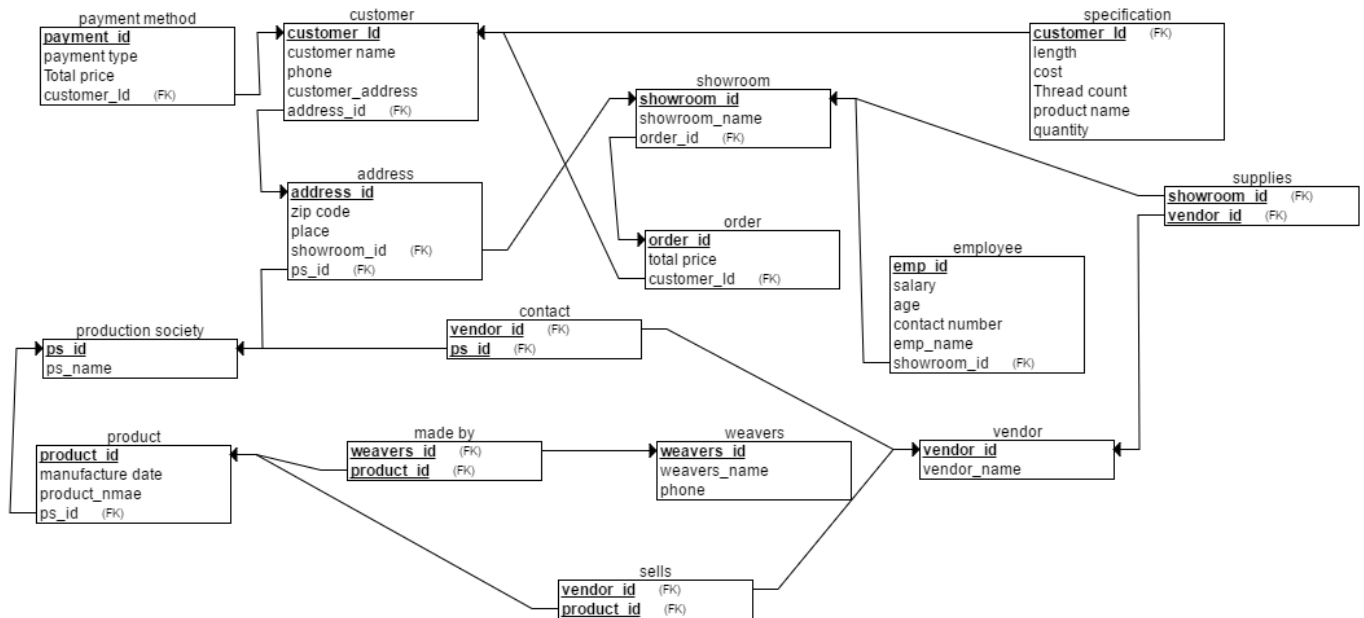 payment method
payment_id
payment type
Total price
customer_Id (FK)
customer
customer_Id
customer name
phone
customer_address
address_id (FK)
specification
customer_Id (FK)
length
cost
Thread count
product name
quantity
showroom
showroom_id
showroom_name
order_id (FK)
address
address_id
zip code
place
showroom_id (FK)
ps_id (FK)
order
order_id
total price
customer_Id (FK)
supplies
showroom_id (FK)
vendor_id (FK)
employee
emp_id
salary
age
contact number
emp_name
showroom_id (FK)
contact
vendor_id (FK)
ps_id (FK)
production society
ps_id
ps_name
product
product_id
manufacture date
product_nmae
ps_id (FK)
made by
weavers_id (FK)
product_id (FK)
weavers
weavers_id
weavers_name
phone
vendor
vendor_id
vendor_name
sells
vendor_id (FK)
product_id (FK)